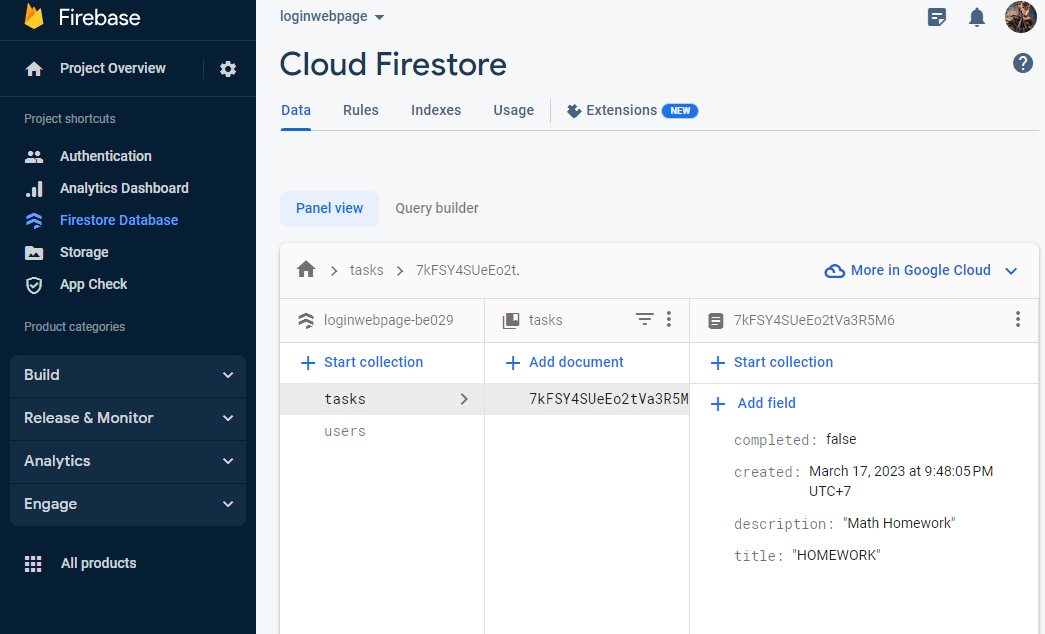 Firebase
Project Overview
Project shortcuts
Authentication
Analytics Dashboard
Firestore Database
Storage
App Check
Product categories
Build
Release & Monitor
Analytics
Engage
All products
loginwebpage
Cloud Firestore
Data Rules Indexes Usage Extensions NEW
Panel view Query builder
tasks 7kFSY4SUeEo2t.
More in Google Cloud
loginwebpage-be029
Start collection
tasks
users
tasks
Add document
7kFSY4SUeEo2tVa3R5M
7kFSY4SUeEo2tVa3R5M6
Start collection
Add field
completed: false
created: March 17, 2023 at 9:48:05 PM
UTC+7
description: "Math Homework"
title: "HOMEWORK"